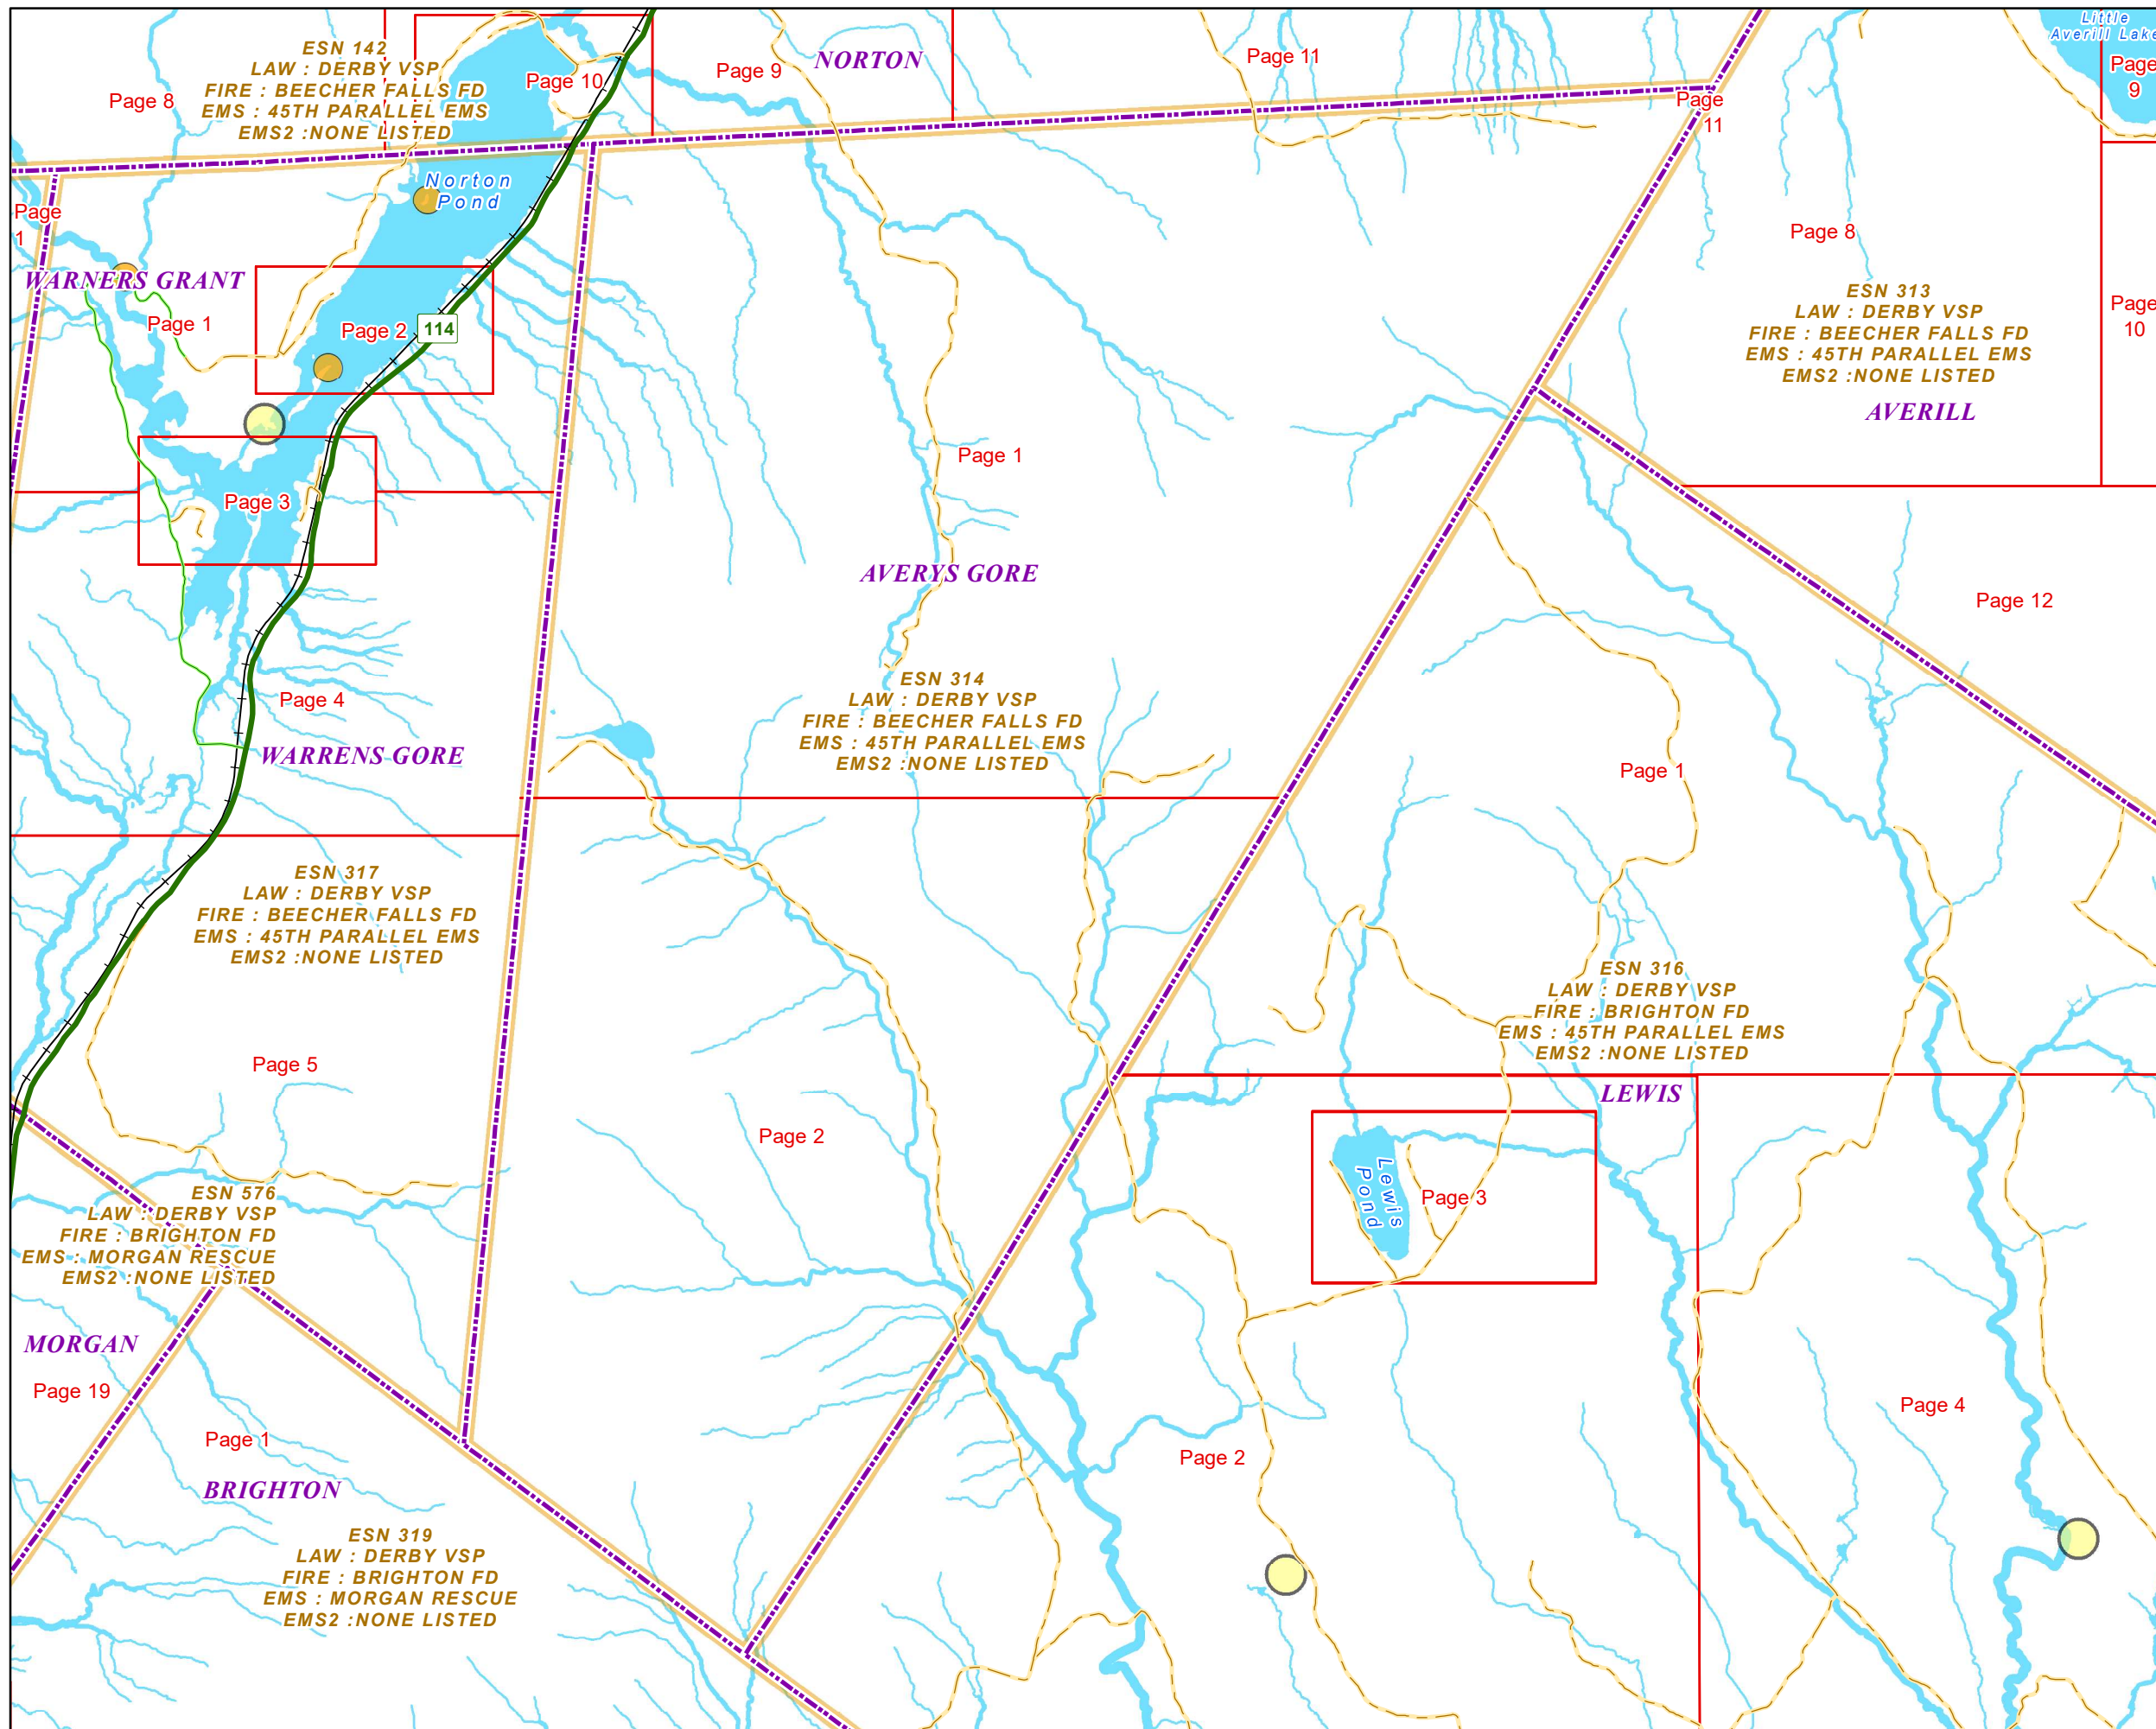 ESN 142
LAW : DERBY VSP
FIRE : BEECHER FALLS FD
EMS : 45TH PARALLEL EMS
EMS2 :NONE LISTED
Page 8
Page 10
Page 9
NORTON
Page 11
Page
11
Little
Averill Lake
Page
9
Norton
Pond
Page
1
WARNERS GRANT
Page 1
Page 2
114
Page 8
ESN 313
LAW : DERBY VSP
FIRE : BEECHER FALLS FD
EMS : 45TH PARALLEL EMS
EMS2 :NONE LISTED
AVERILL
Page
10
Page 3
Page 1
AVERYS GORE
Page 12
ESN 314
LAW : DERBY VSP
FIRE : BEECHER FALLS FD
EMS : 45TH PARALLEL EMS
EMS2 :NONE LISTED
Page 4
WARRENS GORE
Page 1
ESN 317
LAW : DERBY VSP
FIRE : BEECHER FALLS FD
EMS : 45TH PARALLEL EMS
EMS2 :NONE LISTED
ESN 316
LAW : DERBY VSP
FIRE : BRIGHTON FD
EMS : 45TH PARALLEL EMS
EMS2 :NONE LISTED
LEWIS
Page 5
Page 2
Lewis
Pond
Page 3
ESN 576
LAW : DERBY VSP
FIRE : BRIGHTON FD
EMS : MORGAN RESCUE
EMS2 :NONE LISTED
MORGAN
Page 19
Page 1
BRIGHTON
Page 2
Page 4
ESN 319
LAW : DERBY VSP
FIRE : BRIGHTON FD
EMS : MORGAN RESCUE
EMS2 :NONE LISTED